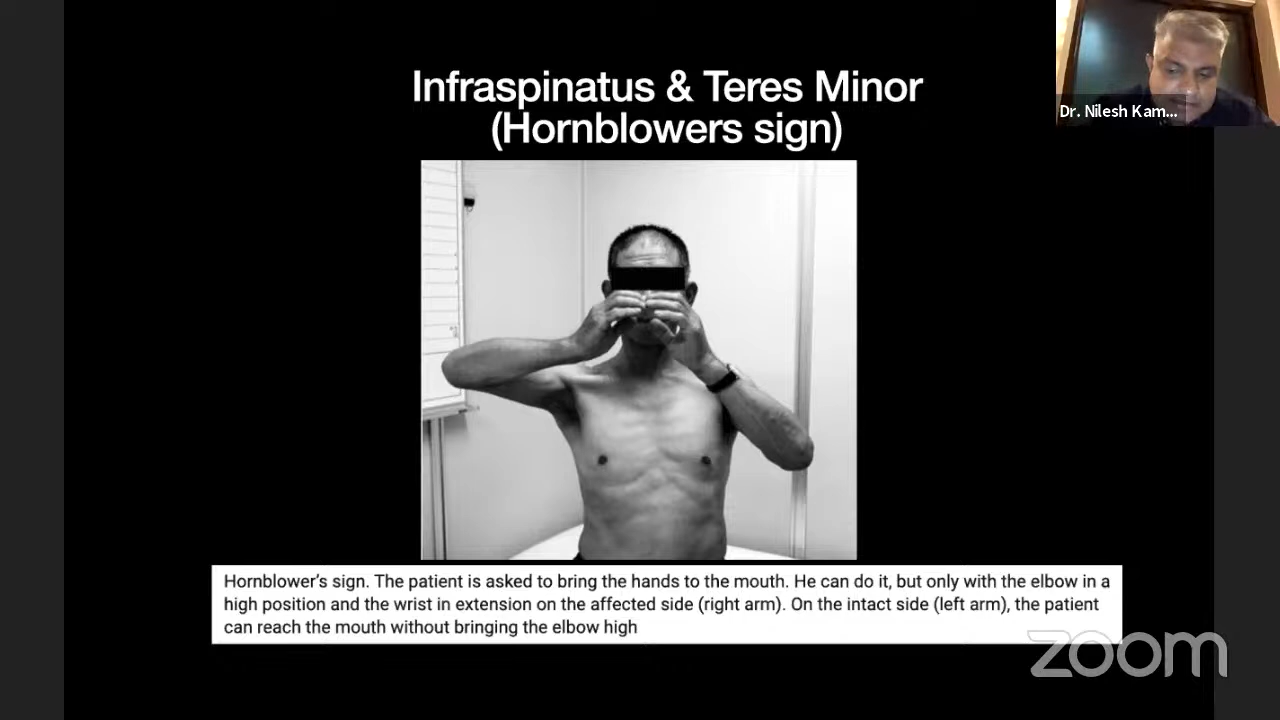 Infraspinatus & Teres Minor
(Hornblowers sign)
Dr. Nilesh Kam...
Hornblower's sign. The patient is asked to bring the hands to the mouth. He can do it, but only with the elbow in a
high position and the wrist in extension on the affected side (right arm). On the intact side (left arm), the patient
can reach the mouth without bringing the elbow high
zoom